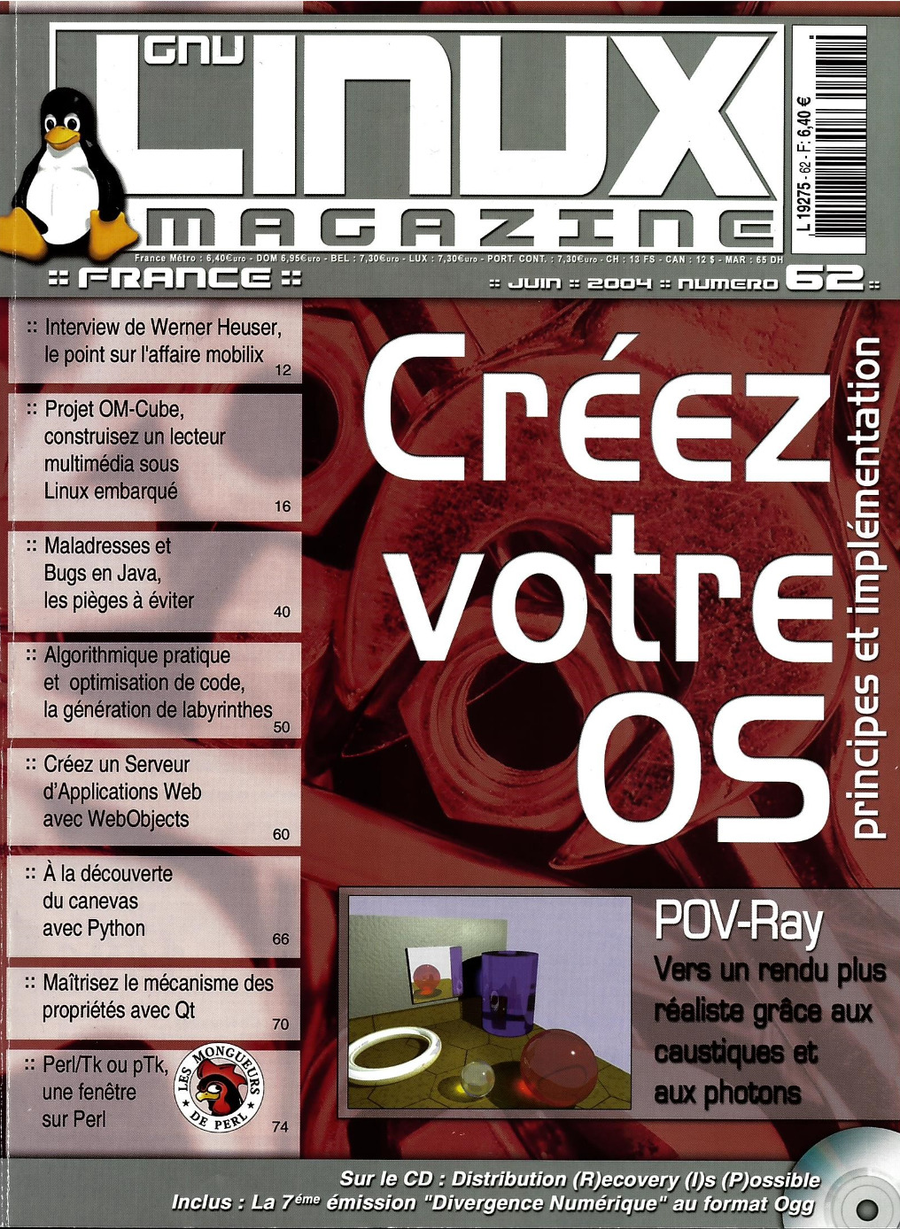 GNU
LINUX
MAGAZINE
L 19275 - 62 - F: 6,40 €
France Métro : 6,40€uro - DOM 6,95€uro - BEL : 7,30€uro - LUX : 7,30€uro - PORT. CONT. : 7,30€uro - CH : 13 FS - CAN : 12 $ - MAR : 65 DH
:: FRANCE ::
:: JUIN :: 2004 :: NUMERO 62 ::
:: Interview de Werner Heuser,
le point sur l'affaire mobilix
12
:: Projet OM-Cube,
construisez un lecteur
multimédia sous
Linux embarqué
16
:: Maladresses et
Bugs en Java,
les pièges à éviter
40
:: Algorithmique pratique
et optimisation de code,
la génération de labyrinthes
50
:: Créez un Serveur
d'Applications Web
avec WebObjects
60
:: À la découverte
du canevas
avec Python
66
:: Maîtrisez le mécanisme des
propriétés avec Qt
70
:: Perl/Tk ou pTk,
une fenêtre
sur Perl
74
LES MONGUEURS
DE PERL
Créez
votre
OS
principes et implémentation
POV-Ray
Vers un rendu plus
réaliste grâce aux
caustiques et
aux photons
Sur le CD : Distribution (R)ecovery (I)s (P)ossible
Inclus : La 7ème émission "Divergence Numérique" au format Ogg